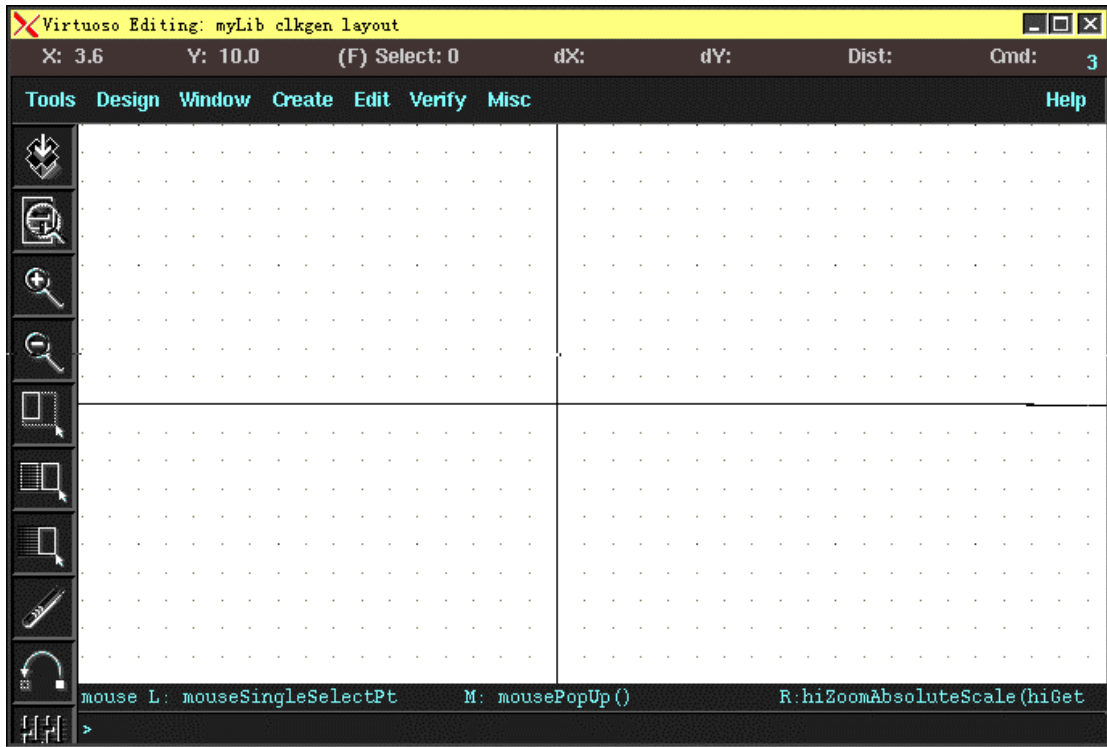 Virtuoso Editing: myLib clkgen layout
X: 3.6 Y: 10.0 (F) Select: 0 dX: dY: Dist: Cmd: 3
Tools Design Window Create Edit Verify Misc Help
mouse L: mouseSingleSelectPt M: mousePopUp() R:hiZoomAbsoluteScale(hiGet
>